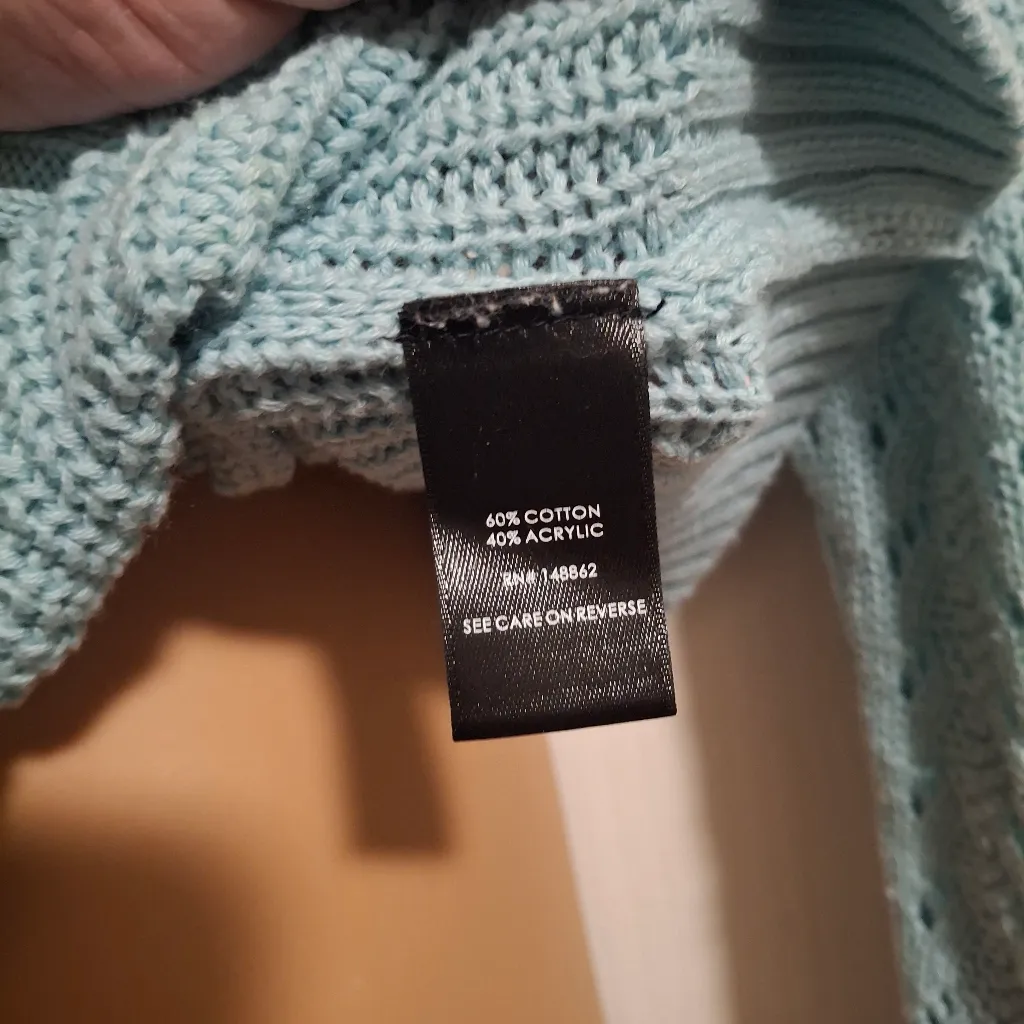 60% COTTON
40% ACRYLIC
RN# 148862
SEE CARE ON REVERSE